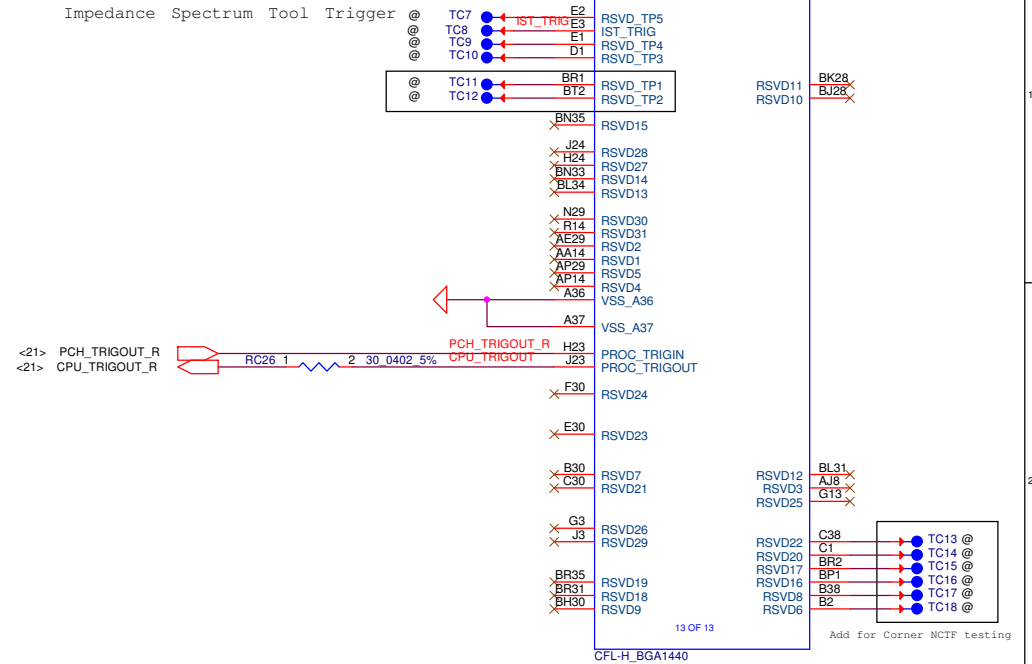 Impedance Spectrum Tool Trigger @ TC7 IST_TRIG E2 RSVD_TP5
@ TC8 E3 IST_TRIG
@ TC9 E1 RSVD_TP4
@ TC10 D1 RSVD_TP3
@ TC11 BR1 RSVD_TP1 RSVD11 BK28
@ TC12 BT2 RSVD_TP2 RSVD10 BJ28
1
BN35 RSVD15
J24 RSVD28
H24 RSVD27
BN33 RSVD14
BL34 RSVD13
N29 RSVD30
R14 RSVD31
AE29 RSVD2
AA14 RSVD1
AP29 RSVD5
AP14 RSVD4
A36 VSS_A36
A37 VSS_A37
<21> PCH_TRIGOUT_R PCH_TRIGOUT_R H23 PROC_TRIGIN
<21> CPU_TRIGOUT_R RC26 1 2 30_0402_5% CPU_TRIGOUT J23 PROC_TRIGOUT
F30 RSVD24
E30 RSVD23
B30 RSVD7 RSVD12 BL31
C30 RSVD21 RSVD3 AJ8
RSVD25 G13
2
G3 RSVD26
J3 RSVD29 RSVD22 C38 TC13 @
RSVD20 C1 TC14 @
RSVD17 BR2 TC15 @
BR35 RSVD19 RSVD16 BP1 TC16 @
BR31 RSVD18 RSVD8 B38 TC17 @
BH30 RSVD9 RSVD6 B2 TC18 @
13 OF 13
Add for Corner NCTF testing
CFL-H_BGA1440